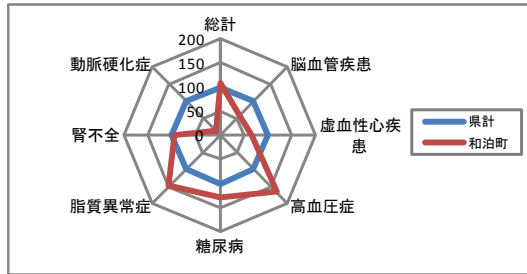 総計
200
150
100
50
0
脳血管疾患
虚血性心疾
患
高血圧症
糖尿病
脂質異常症
腎不全
動脈硬化症
県計
和泊町